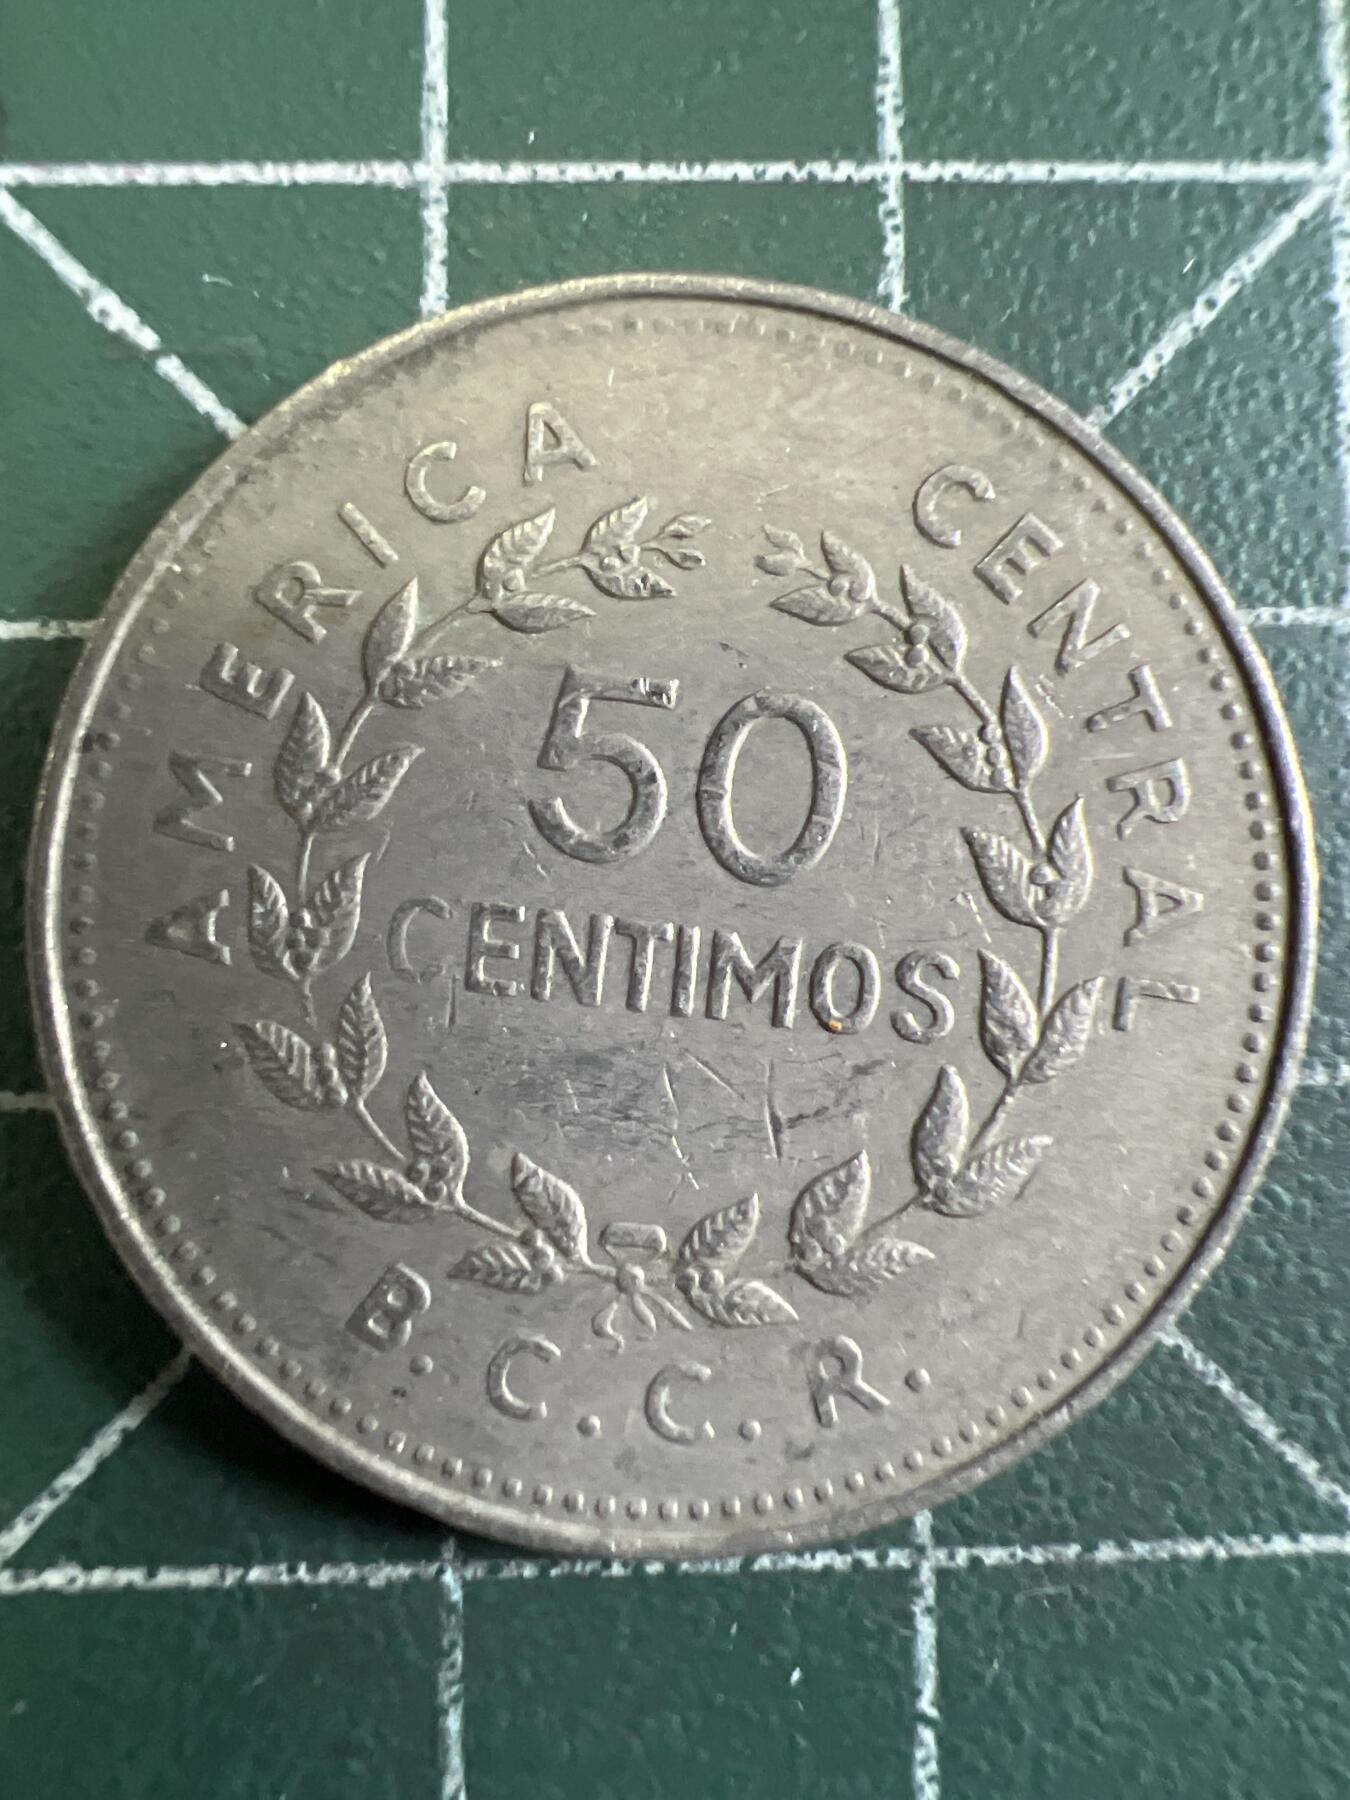 AMERICA CENTRAL
50
CENTIMOS
B.C.C.R.